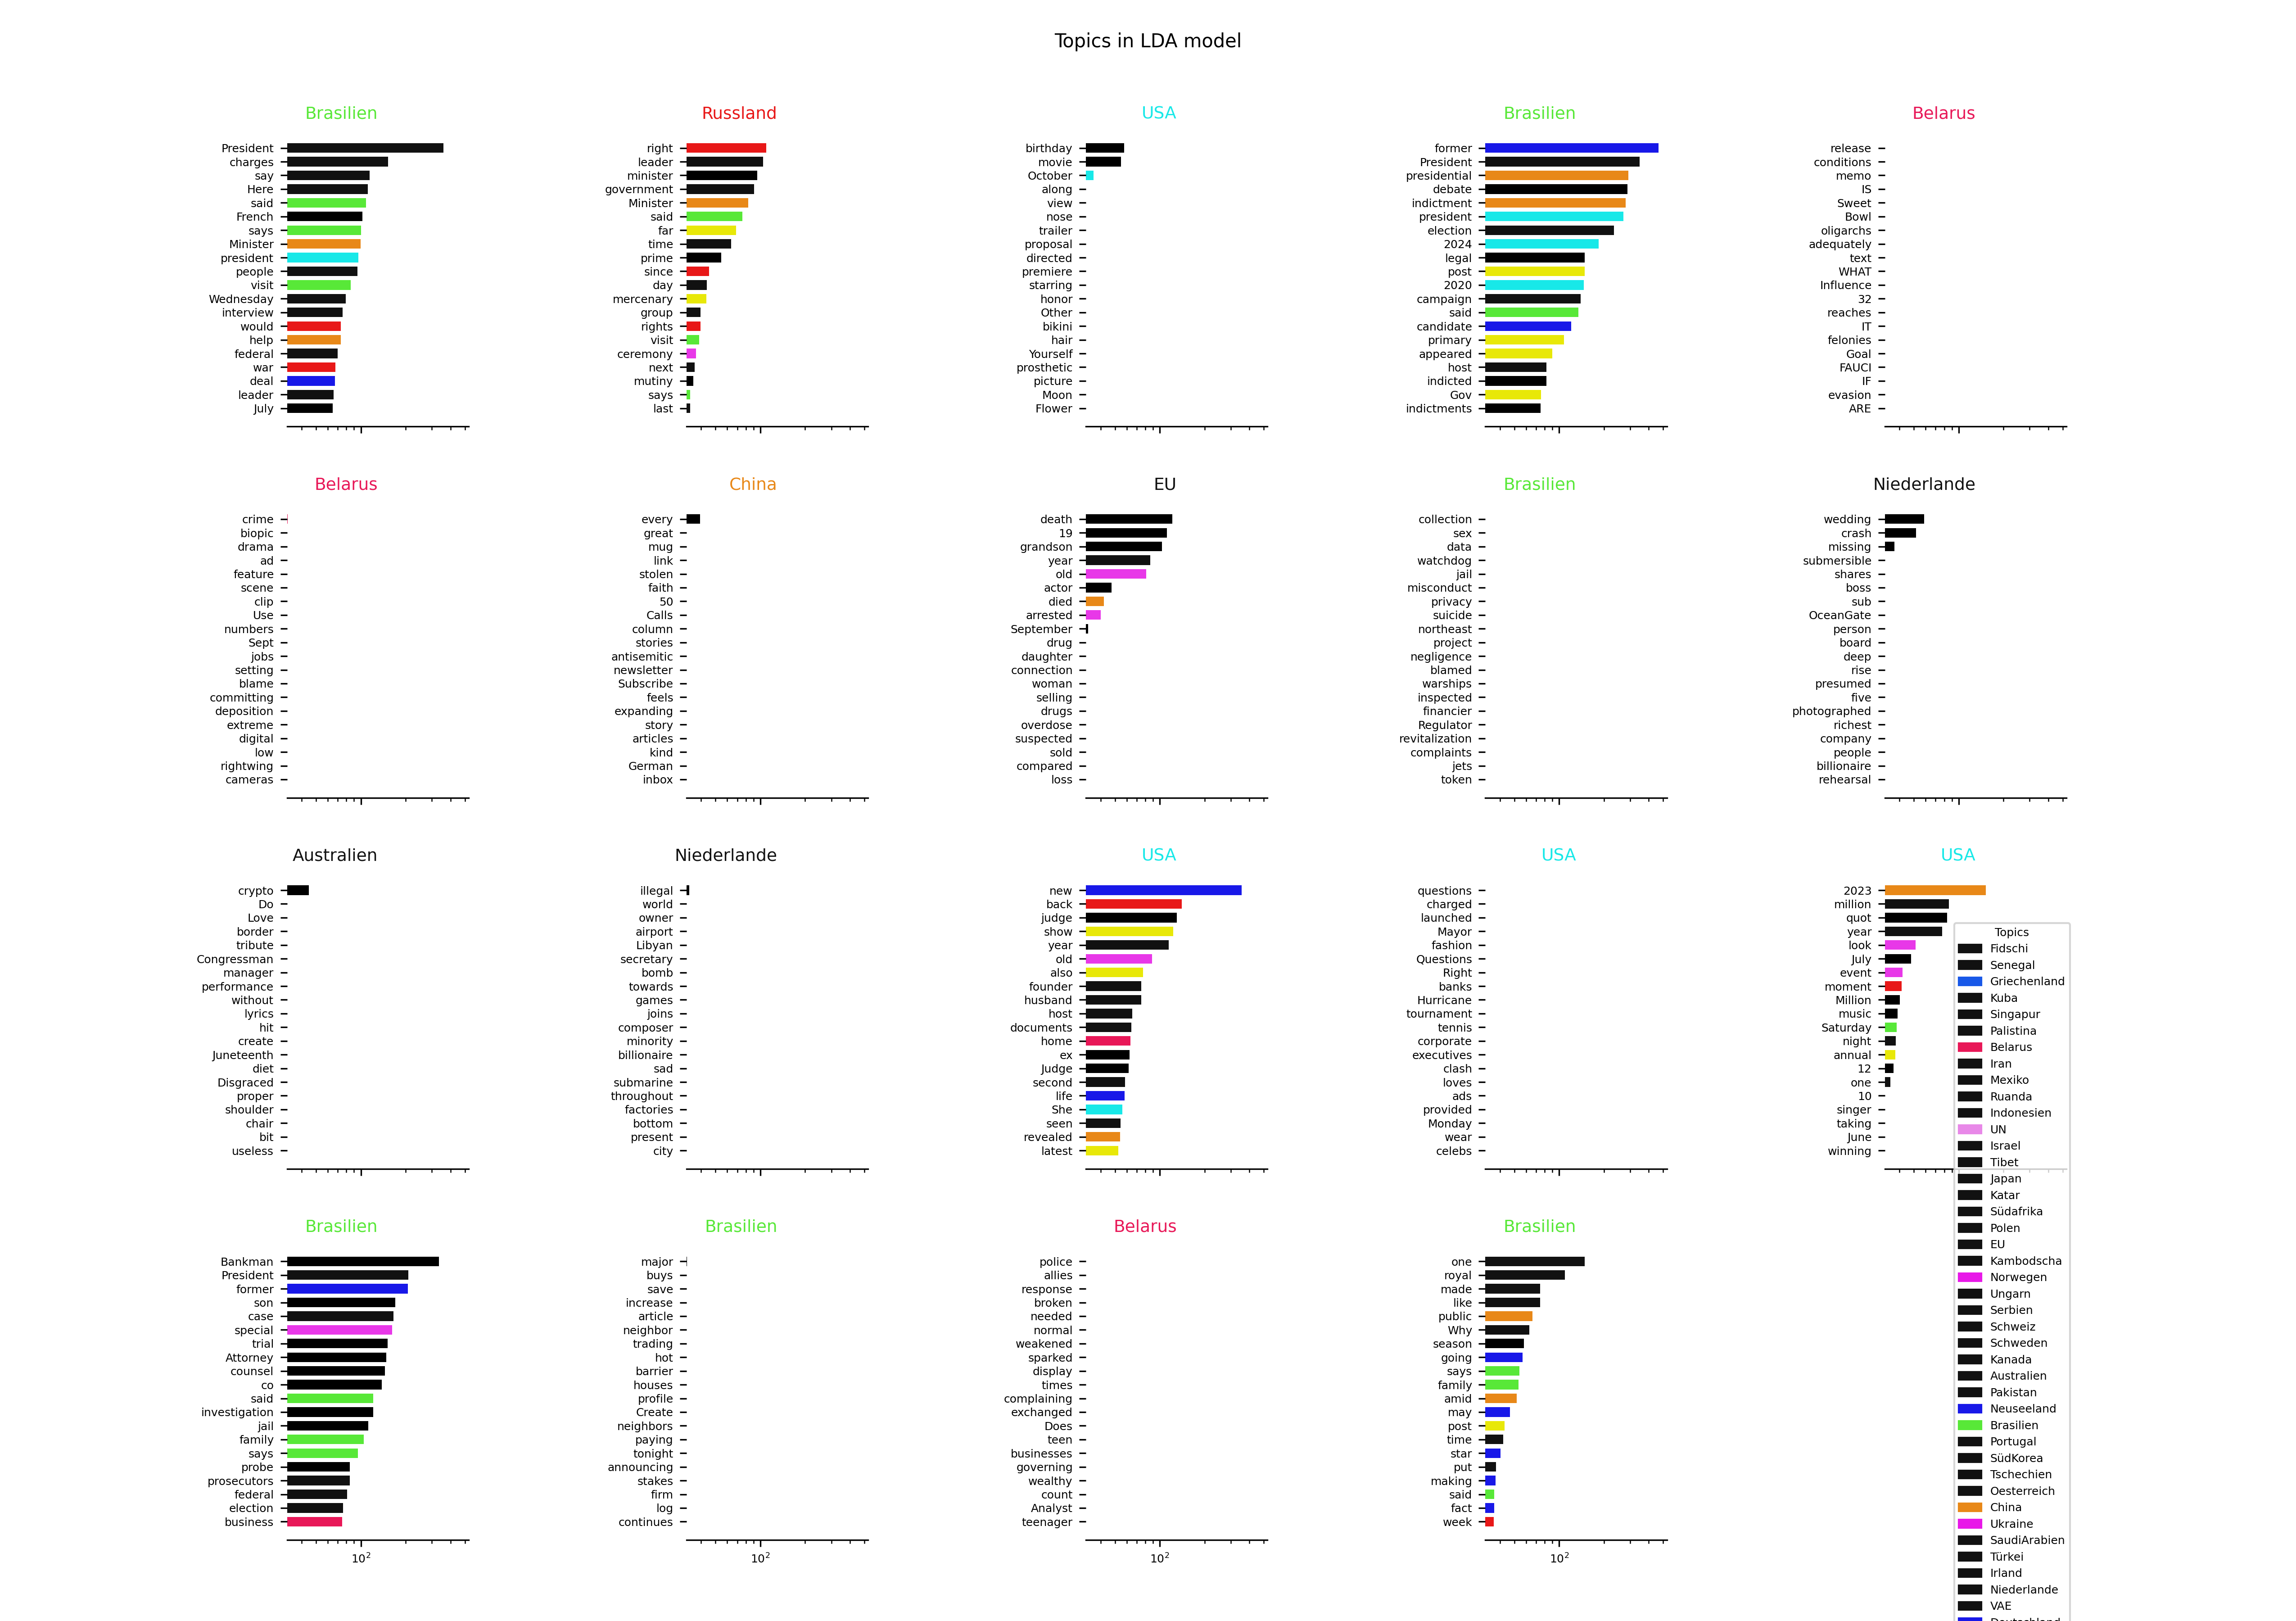 Topics in LDA model
Brasilien
President
charges
say
Here
said
French
says
Minister
president
people
visit
Wednesday
interview
would
help
federal
war
deal
leader
July
Russland
right
leader
minister
government
Minister
said
far
time
prime
since
day
mercenary
group
rights
visit
ceremony
next
mutiny
says
last
USA
birthday
movie
October
along
view
nose
trailer
proposal
directed
premiere
starring
honor
Other
bikini
hair
Yourself
prosthetic
picture
Moon
Flower
Brasilien
former
President
presidential
debate
indictment
president
election
2024
legal
post
2020
campaign
said
candidate
primary
appeared
host
indicted
Gov
indictments
Belarus
release
conditions
memo
IS
Sweet
Bowl
oligarchs
adequately
text
WHAT
Influence
32
reaches
IT
felonies
Goal
FAUCI
IF
evasion
ARE
Belarus
crime
biopic
drama
ad
feature
scene
clip
Use
numbers
Sept
jobs
setting
blame
committing
deposition
extreme
digital
low
rightwing
cameras
China
every
great
mug
link
stolen
faith
50
Calls
column
stories
antisemitic
newsletter
Subscribe
feels
expanding
story
articles
kind
German
inbox
EU
death
19
grandson
year
old
actor
died
arrested
September
drug
daughter
connection
woman
selling
drugs
overdose
suspected
sold
compared
loss
Brasilien
collection
sex
data
watchdog
jail
misconduct
privacy
suicide
northeast
project
negligence
blamed
warships
inspected
financier
Regulator
revitalization
complaints
jets
token
Niederlande
wedding
crash
missing
submersible
shares
boss
sub
OceanGate
person
board
deep
rise
presumed
five
photographed
richest
company
people
billionaire
rehearsal
Australien
crypto
Do
Love
border
tribute
Congressman
manager
performance
without
lyrics
hit
create
Juneteenth
diet
Disgraced
proper
shoulder
chair
bit
useless
Niederlande
illegal
world
owner
airport
Libyan
secretary
bomb
towards
games
joins
composer
minority
billionaire
sad
submarine
throughout
factories
bottom
present
city
USA
new
back
judge
show
year
old
also
founder
husband
host
documents
home
ex
Judge
second
life
She
seen
revealed
latest
USA
questions
charged
launched
Mayor
fashion
Questions
Right
banks
Hurricane
tournament
tennis
corporate
executives
clash
loves
ads
provided
Monday
wear
celebs
USA
2023
million
quot
year
look
July
event
moment
Million
music
Saturday
night
annual
12
one
10
singer
taking
June
winning
Brasilien
Bankman
President
former
son
case
special
trial
Attorney
counsel
co
said
investigation
jail
family
says
probe
prosecutors
federal
election
business
10²
Brasilien
major
buys
save
increase
article
neighbor
trading
hot
barrier
houses
profile
Create
neighbors
paying
tonight
announcing
stakes
firm
log
continues
10²
Belarus
police
allies
response
broken
needed
normal
weakened
sparked
display
times
complaining
exchanged
Does
teen
businesses
governing
wealthy
count
Analyst
teenager
10²
Brasilien
one
royal
made
like
public
Why
season
going
says
family
amid
may
post
time
star
put
making
said
fact
week
10²
Topics
Fidschi
Senegal
Griechenland
Kuba
Singapur
Palistina
Belarus
Iran
Mexiko
Ruanda
Indonesien
UN
Israel
Tibet
Japan
Katar
Südafrika
Polen
EU
Kambodscha
Norwegen
Ungarn
Serbien
Schweiz
Schweden
Kanada
Australien
Pakistan
Neuseeland
Brasilien
Portugal
SüdKorea
Tschechien
Oesterreich
China
Ukraine
SaudiArabien
Türkei
Irland
Niederlande
VAE